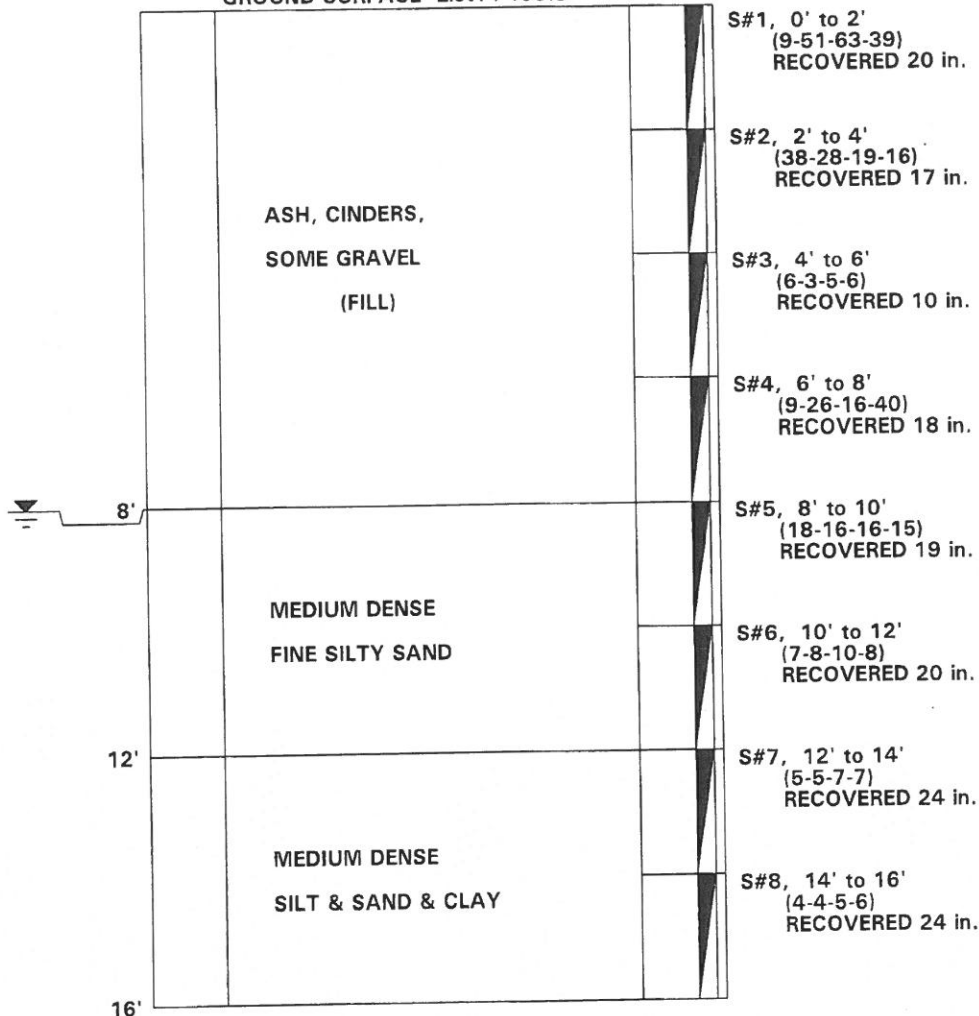 GROUND SURFACE
S#1, 0' to 2'
(9-51-63-39)
RECOVERED 20 in.
S#2, 2' to 4'
(38-28-19-16)
RECOVERED 17 in.
ASH, CINDERS,
SOME GRAVEL
(FILL)
S#3, 4' to 6'
(6-3-5-6)
RECOVERED 10 in.
S#4, 6' to 8'
(9-26-16-40)
RECOVERED 18 in.
8'
S#5, 8' to 10'
(18-16-16-15)
RECOVERED 19 in.
MEDIUM DENSE
FINE SILTY SAND
S#6, 10' to 12'
(7-8-10-8)
RECOVERED 20 in.
12'
S#7, 12' to 14'
(5-5-7-7)
RECOVERED 24 in.
MEDIUM DENSE
SILT & SAND & CLAY
S#8, 14' to 16'
(4-4-5-6)
RECOVERED 24 in.
16'